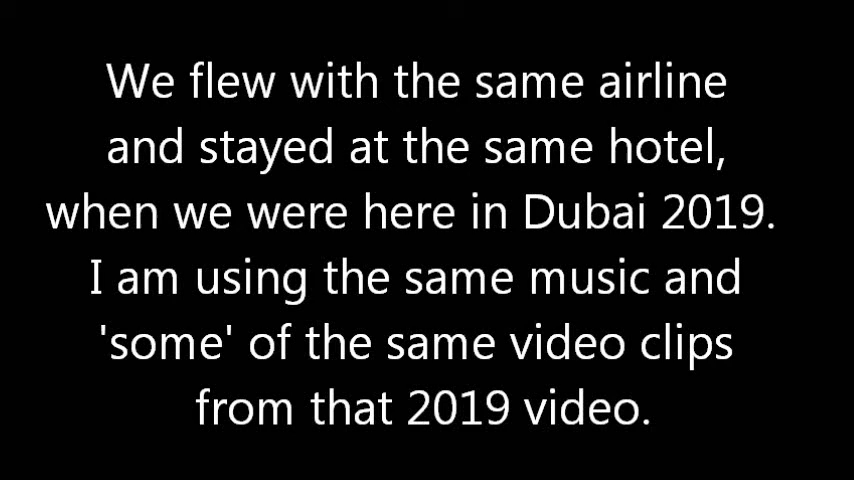 We flew with the same airline
and stayed at the same hotel,
when we were here in Dubai 2019.
I am using the same music and
'some' of the same video clips
from that 2019 video.